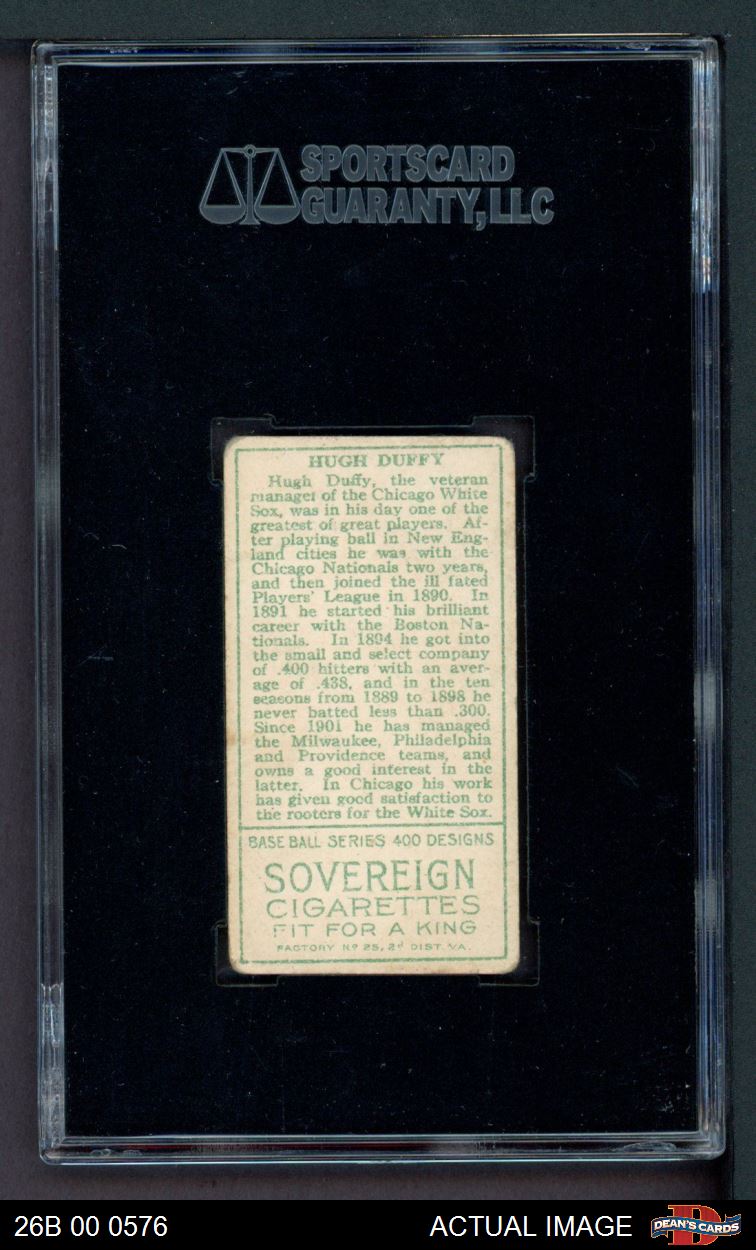 SPORTSCARD
GUARANTY, LLC
HUGH DUFFY
Hugh Duffy, the veteran
manager of the Chicago White
Sox, was in his day one of the
greatest of great players. Af-
ter playing ball in New Eng-
land cities he was with the
Chicago Nationals two years,
and then joined the ill fated
Players' League in 1890. In
1891 he started his brilliant
career with the Boston Na-
tionals. In 1894 he got into
the small and select company
of .400 hitters with an aver-
age of .438, and in the ten
seasons from 1889 to 1898 he
never batted less than .300.
Since 1901 he has managed
the Milwaukee, Philadelphia
and Providence teams, and
owns a good interest in the
latter. In Chicago his work
has given good satisfaction to
the rooters for the White Sox.
BASE BALL SERIES 400 DESIGNS
SOVEREIGN
CIGARETTES
FIT FOR A KING
FACTORY No 25, 2d DIST. VA.
26B 00 0576
ACTUAL IMAGE
DEAN'S CARDS